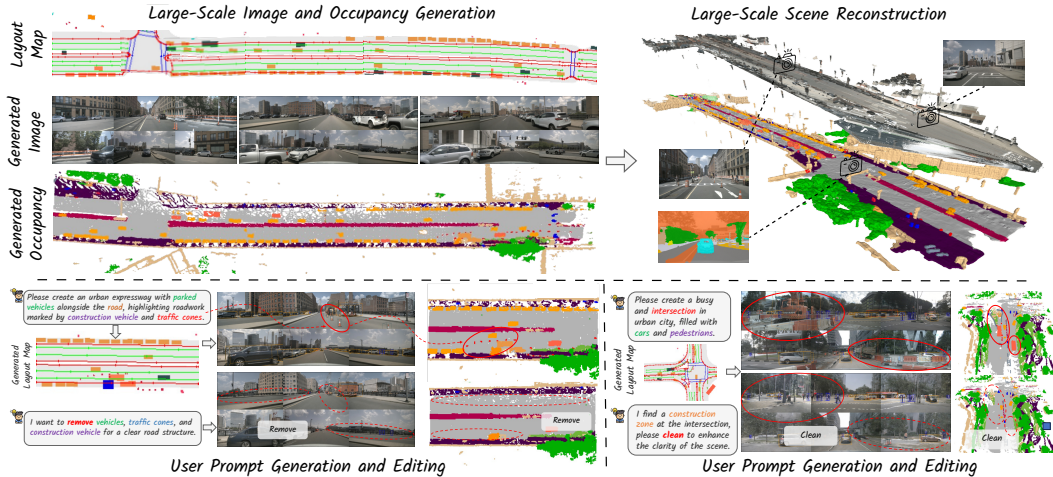 Large-Scale Image and Occupancy Generation
Large-Scale Scene Reconstruction
Layout
Map
Generated
Image
Generated
Occupancy
Please create an urban expressway with parked
vehicles alongside the road, highlighting roadwork
marked by construction vehicle and traffic cones.
Generated
Layout Map
I want to remove vehicles, traffic cones, and
construction vehicle for a clear road structure.
Remove
Remove
User Prompt Generation and Editing
Please create a busy
and intersection in
urban city, filled with
cars and pedestrians.
Generated
Layout Map
I find a construction
zone at the intersection,
please clean to enhance
the clarity of the scene.
Clean
Clean
User Prompt Generation and Editing